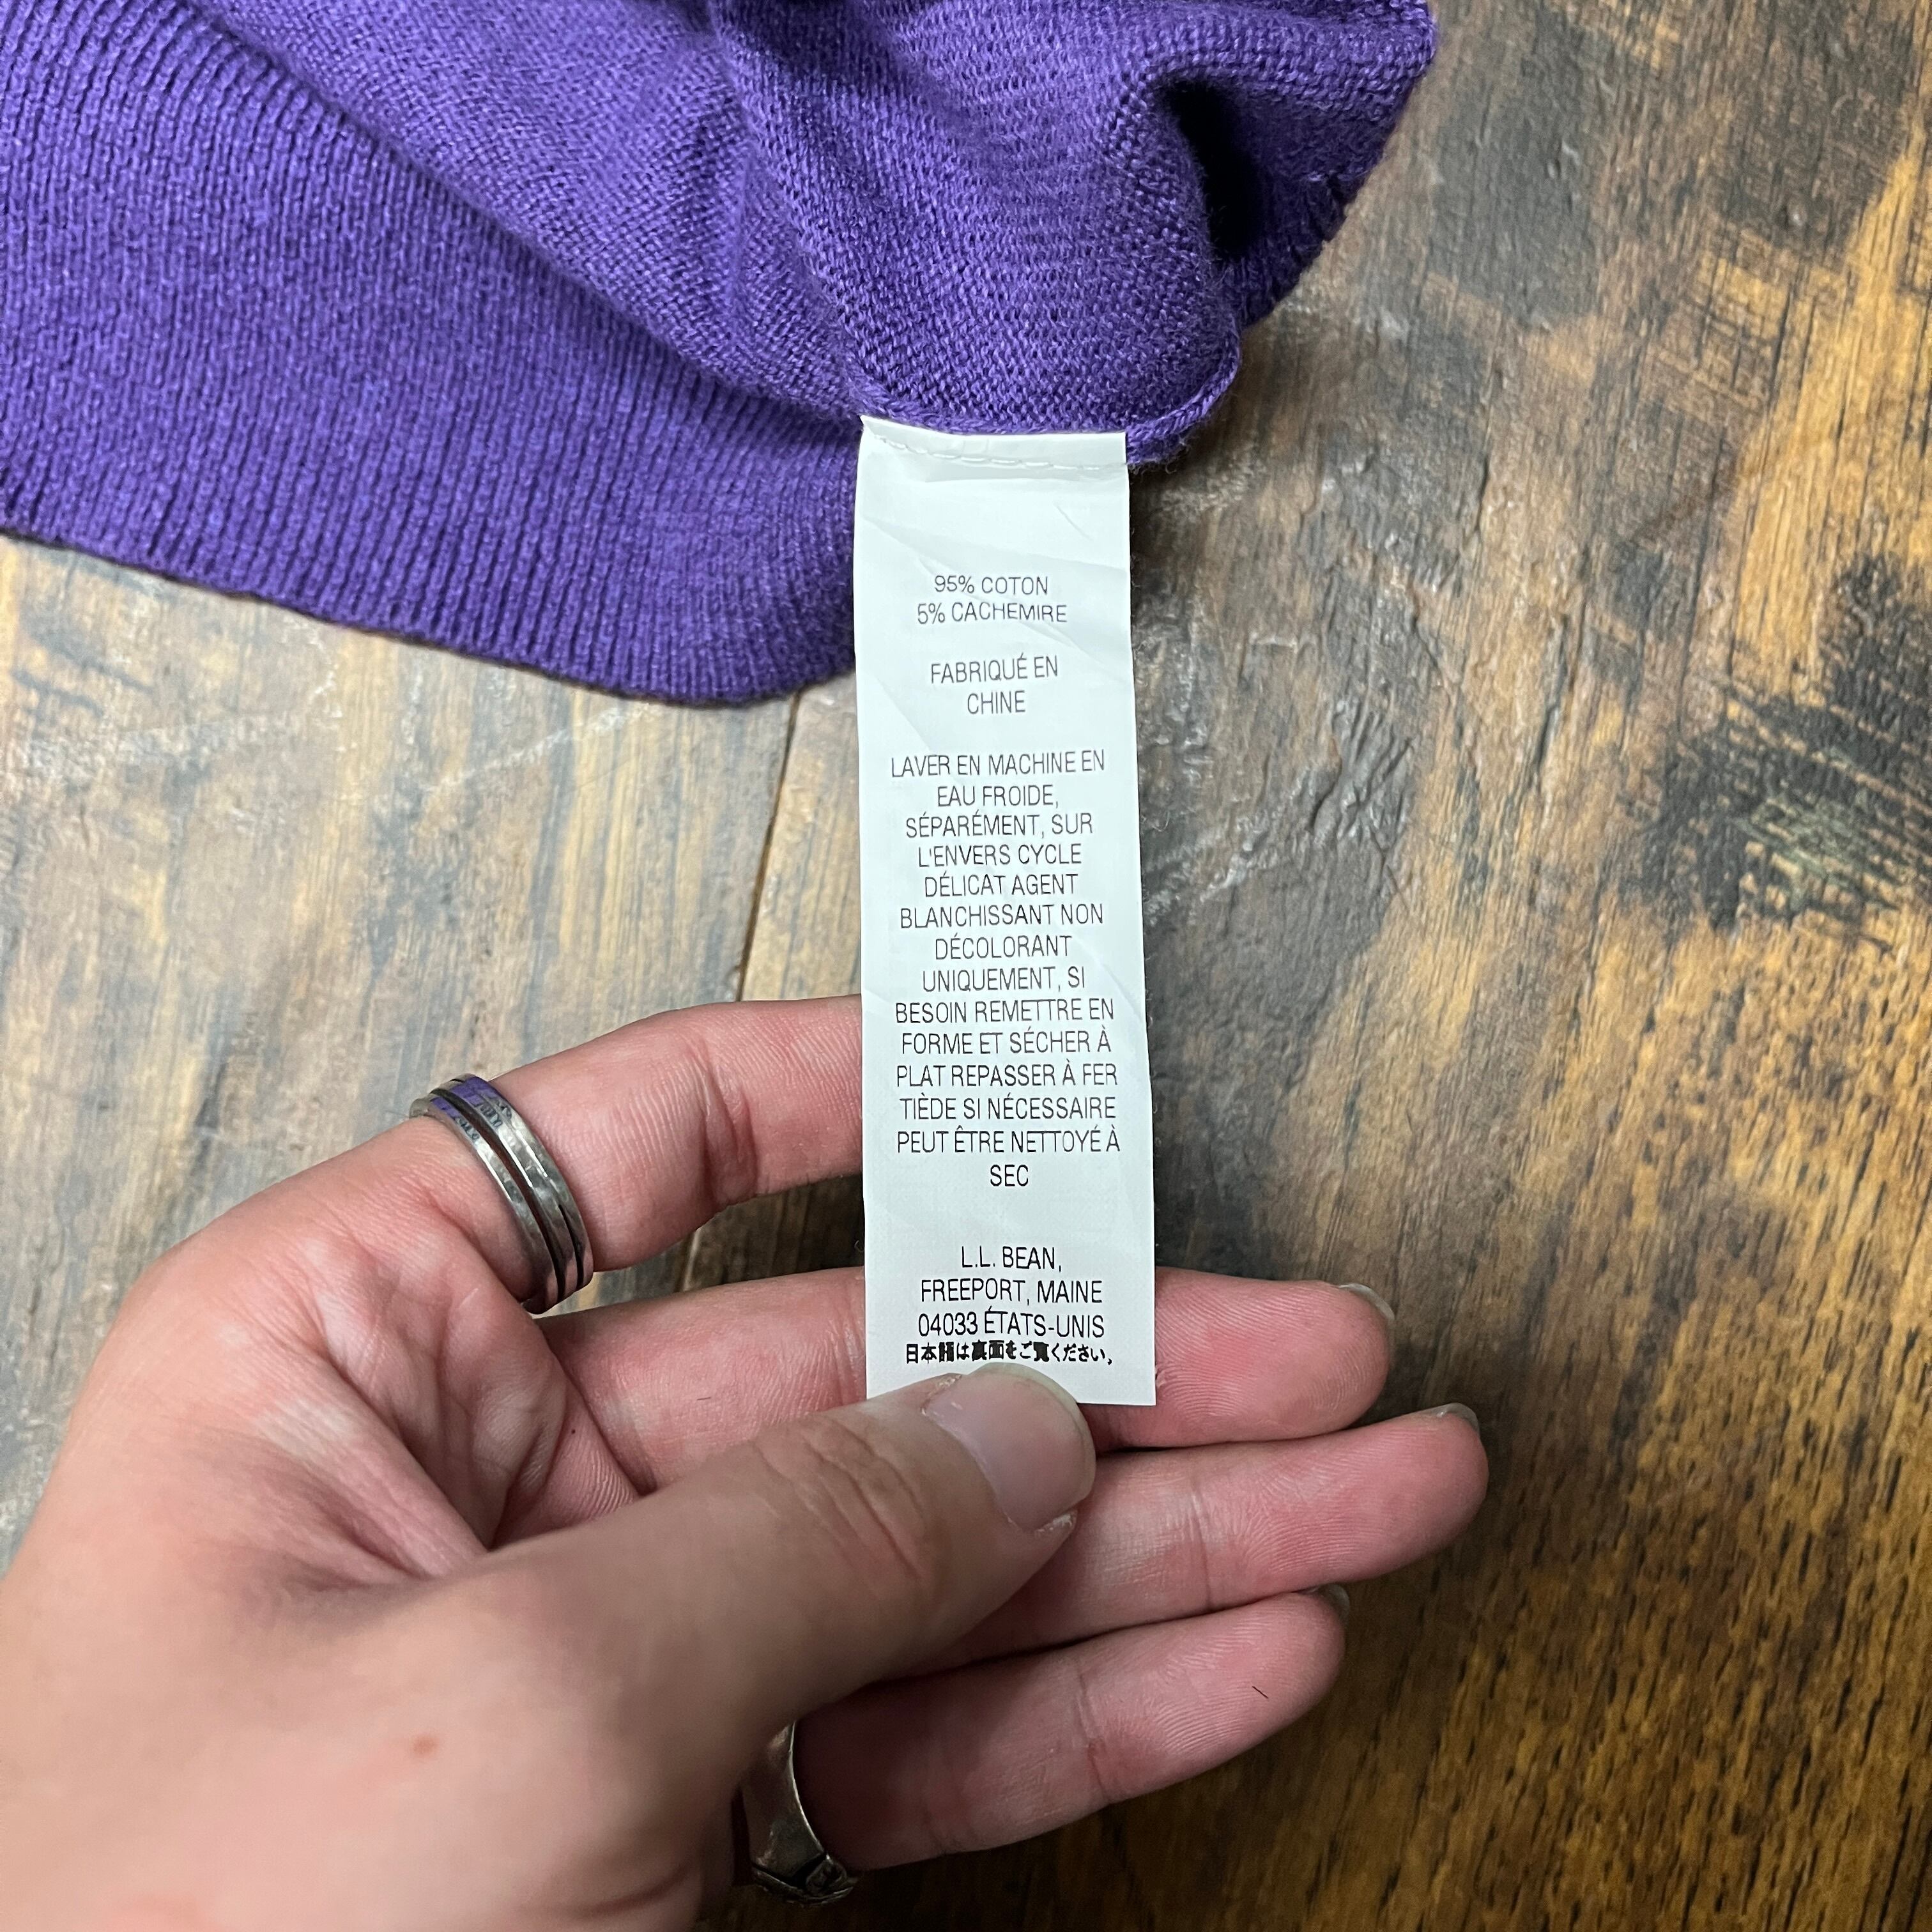 95% COTON
5% CACHEMIRE
FABRIQUÉ EN
CHINE
LAVER EN MACHINE EN
EAU FROIDE,
SÉPARÉMENT, SUR
L'ENVERS CYCLE
DÉLICAT AGENT
BLANCHISSANT NON
DÉCOLORANT
UNIQUEMENT, SI
BESOIN REMETTRE EN
FORME ET SÉCHER À
PLAT REPASSER À FER
TIÈDE SI NÉCESSAIRE
PEUT ÊTRE NETTOYÉ À
SEC
L.L. BEAN,
FREEPORT, MAINE
04033 ÉTATS-UNIS
日本語は裏面をご覧ください。